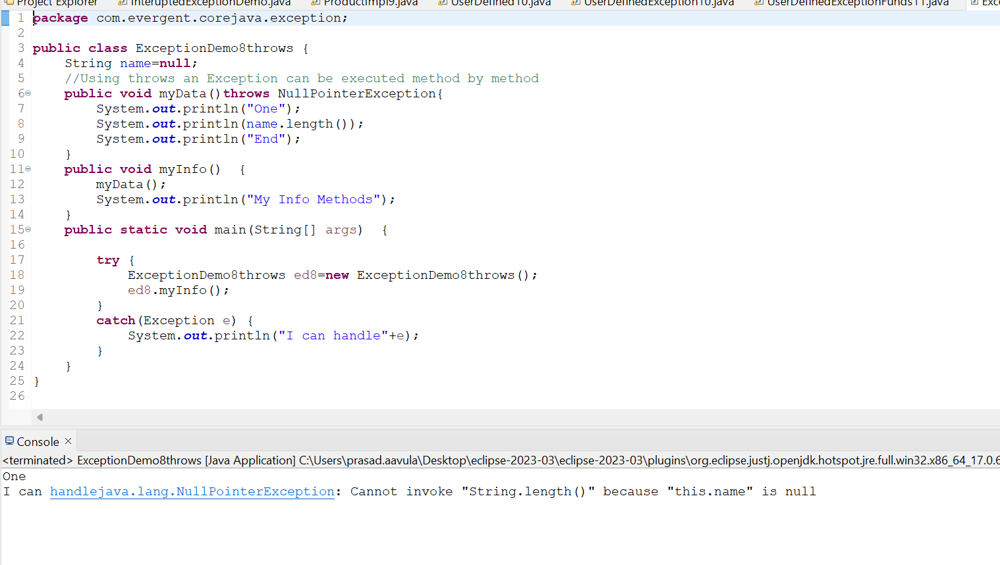 Project Explorer InteruptedExceptionDemo.java ProductImpl9.java UserDefined10.java UserDefinedException10.java UserDefinedExceptionFunds11.java Exc
1 package com.evergent.corejava.exception;
2
3 public class ExceptionDemo8throws {
4 String name=null;
5 //Using throws an Exception can be executed method by method
6 public void myData()throws NullPointerException{
7 System.out.println("One");
8 System.out.println(name.length());
9 System.out.println("End");
10 }
11 public void myInfo()  {
12 myData();
13 System.out.println("My Info Methods");
14 }
15 public static void main(String[] args)  {
16
17 try {
18 ExceptionDemo8throws ed8=new ExceptionDemo8throws();
19 ed8.myInfo();
20 }
21 catch(Exception e) {
22 System.out.println("I can handle"+e);
23 }
24 }
25 }
26
Console
<terminated> ExceptionDemo8throws [Java Application] C:\Users\prasad.aavula\Desktop\eclipse-2023-03\eclipse-2023-03\plugins\org.eclipse.justj.openjdk.hotspot.jre.full.win32.x86_64_17.0.6
One
I can handlejava.lang.NullPointerException: Cannot invoke "String.length()" because "this.name" is null